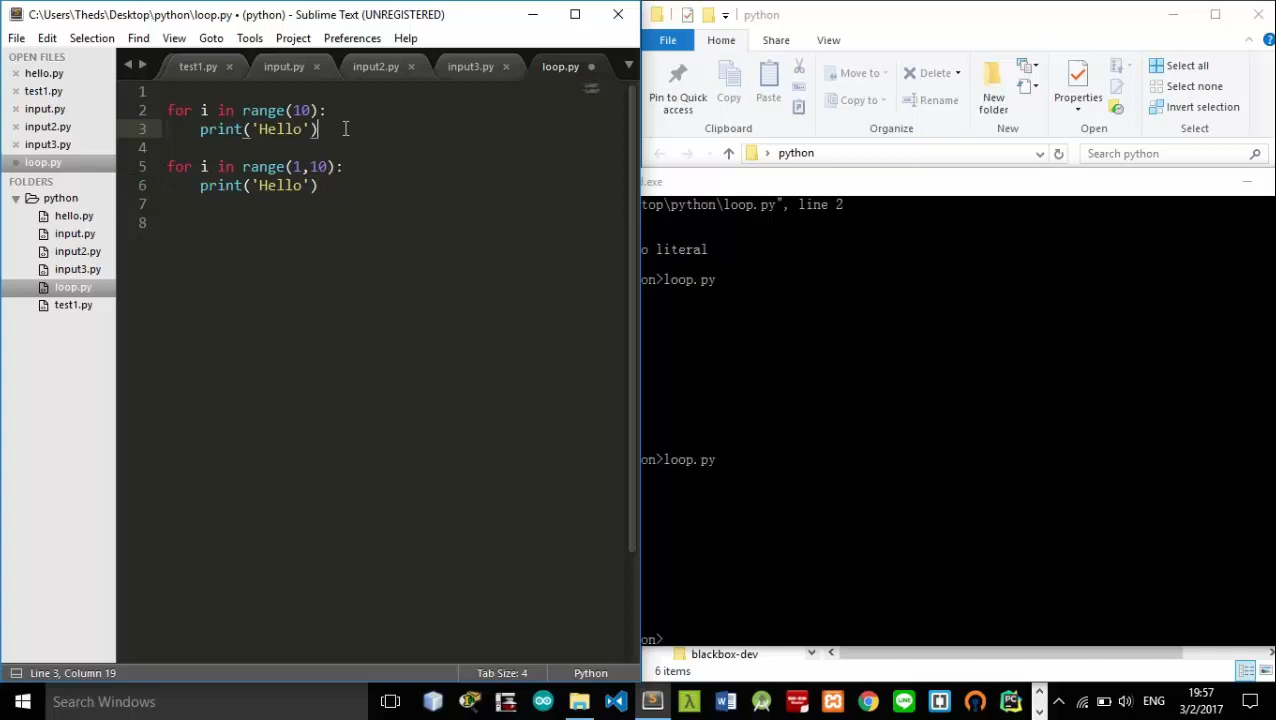 C:\Users\Theds\Desktop\python\loop.py • (python) - Sublime Text (UNREGISTERED)
File Edit Selection Find View Goto Tools Project Preferences Help
OPEN FILES
hello.py
test1.py
input.py
input2.py
input3.py
loop.py
FOLDERS
python
hello.py
input.py
input2.py
input3.py
loop.py
test1.py
test1.py input.py input2.py input3.py loop.py
1
2 for i in range(10):
3 print('Hello')
4
5 for i in range(1,10):
6 print('Hello')
7
8
Line 3, Column 19 Tab Size: 4 Python
python
File Home Share View
Pin to Quick access
Copy
Paste
Clipboard
Move to
Copy to
Delete
Rename
Organize
New folder
New
Properties
Open
Select all
Select none
Invert selection
Select
python
Search python
d.exe
top\python\loop.py", line 2
o literal
on>loop.py
on>loop.py
on>
blackbox-dev
6 items
Search Windows
ENG
19:57
3/2/2017